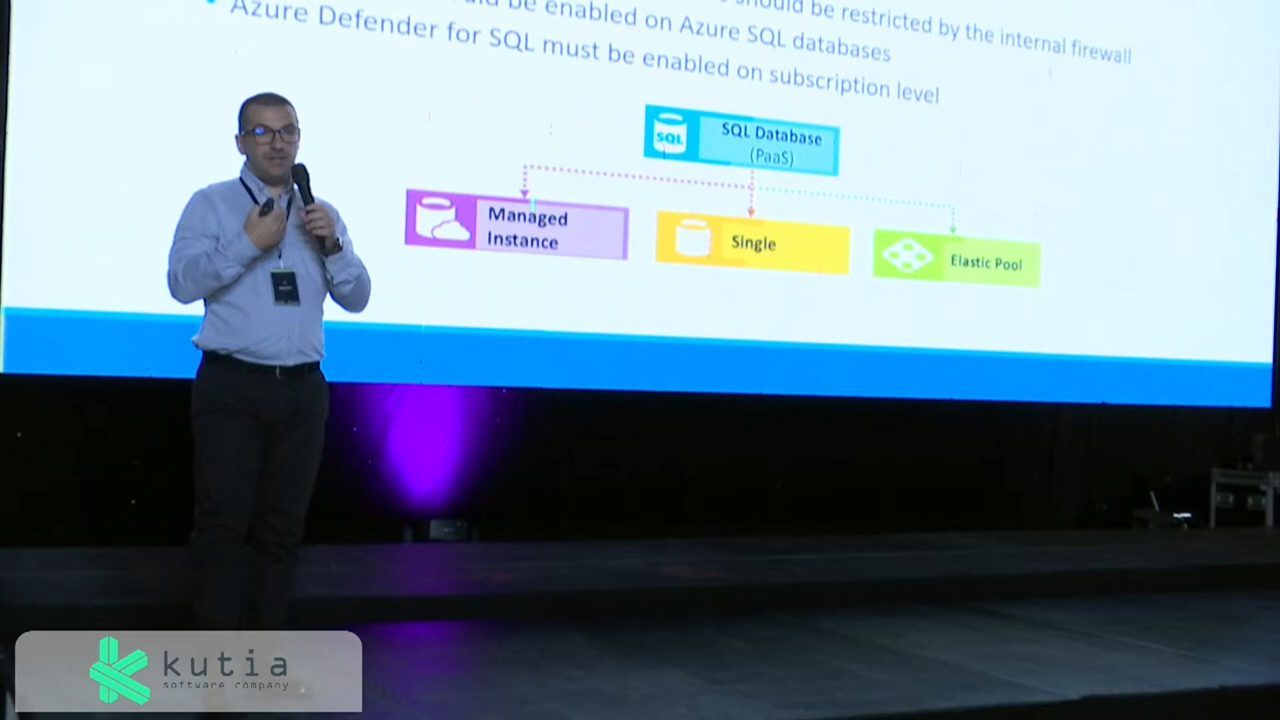 should be restricted by the internal firewall
be enabled on Azure SQL databases
Azure Defender for SQL must be enabled on subscription level
SQL
SQL Database
(PaaS)
Managed
Instance
Single
Elastic Pool
kutia
software company